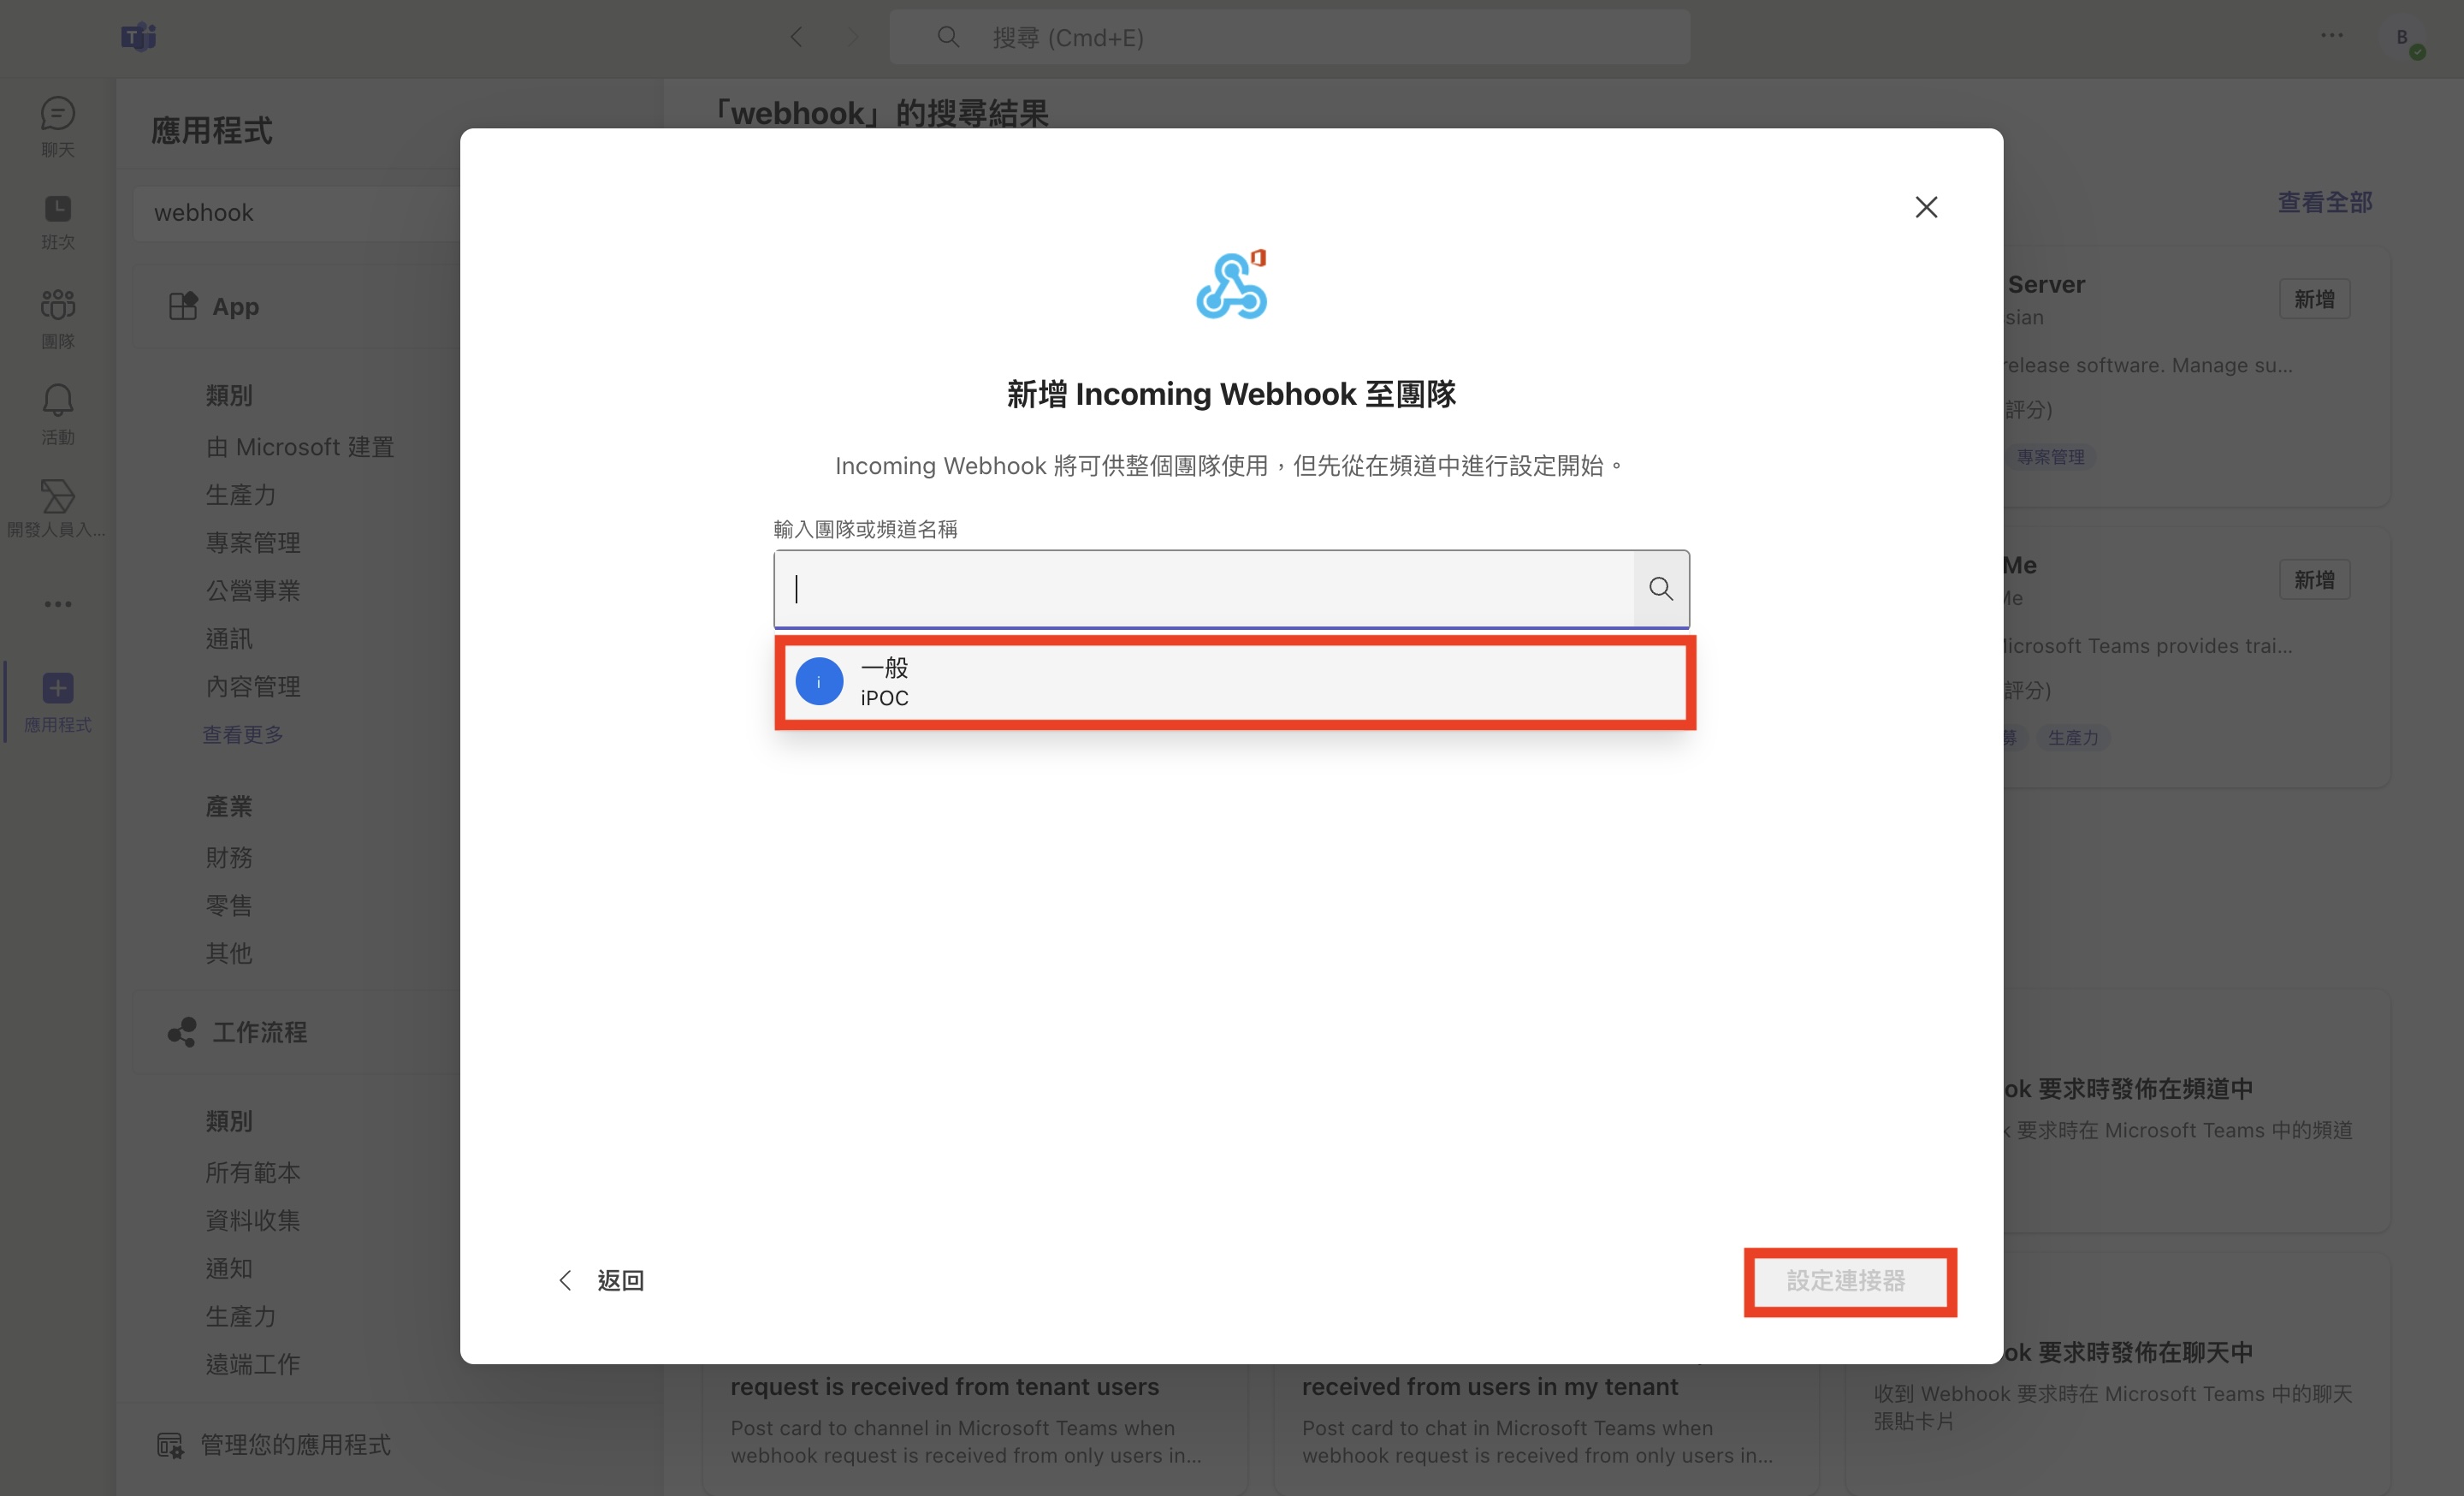 搜尋 (Cmd+E)
B
聊天
班次
團隊
活動
開發人員入...
應用程式
應用程式
webhook
App
類別
由 Microsoft 建置
生產力
專案管理
公營事業
通訊
內容管理
查看更多
產業
財務
零售
其他
工作流程
類別
所有範本
資料收集
通知
生產力
遠端工作
管理您的應用程式
「webhook」的搜尋結果
查看全部
新增 Incoming Webhook 至團隊
Incoming Webhook 將可供整個團隊使用，但先從在頻道中進行設定開始。
輸入團隊或頻道名稱
i
一般
iPOC
返回
設定連接器
Server
新增
sian
release software. Manage su...
評分)
專案管理
Me
新增
Me
icrosoft Teams provides trai...
評分)
生產力
ok 要求時發佈在頻道中
要求時在 Microsoft Teams 中的頻道
ok 要求時發佈在聊天中
收到 Webhook 要求時在 Microsoft Teams 中的聊天
張貼卡片
request is received from tenant users
Post card to channel in Microsoft Teams when
webhook request is received from only users in...
received from users in my tenant
Post card to chat in Microsoft Teams when
webhook request is received from only users in...